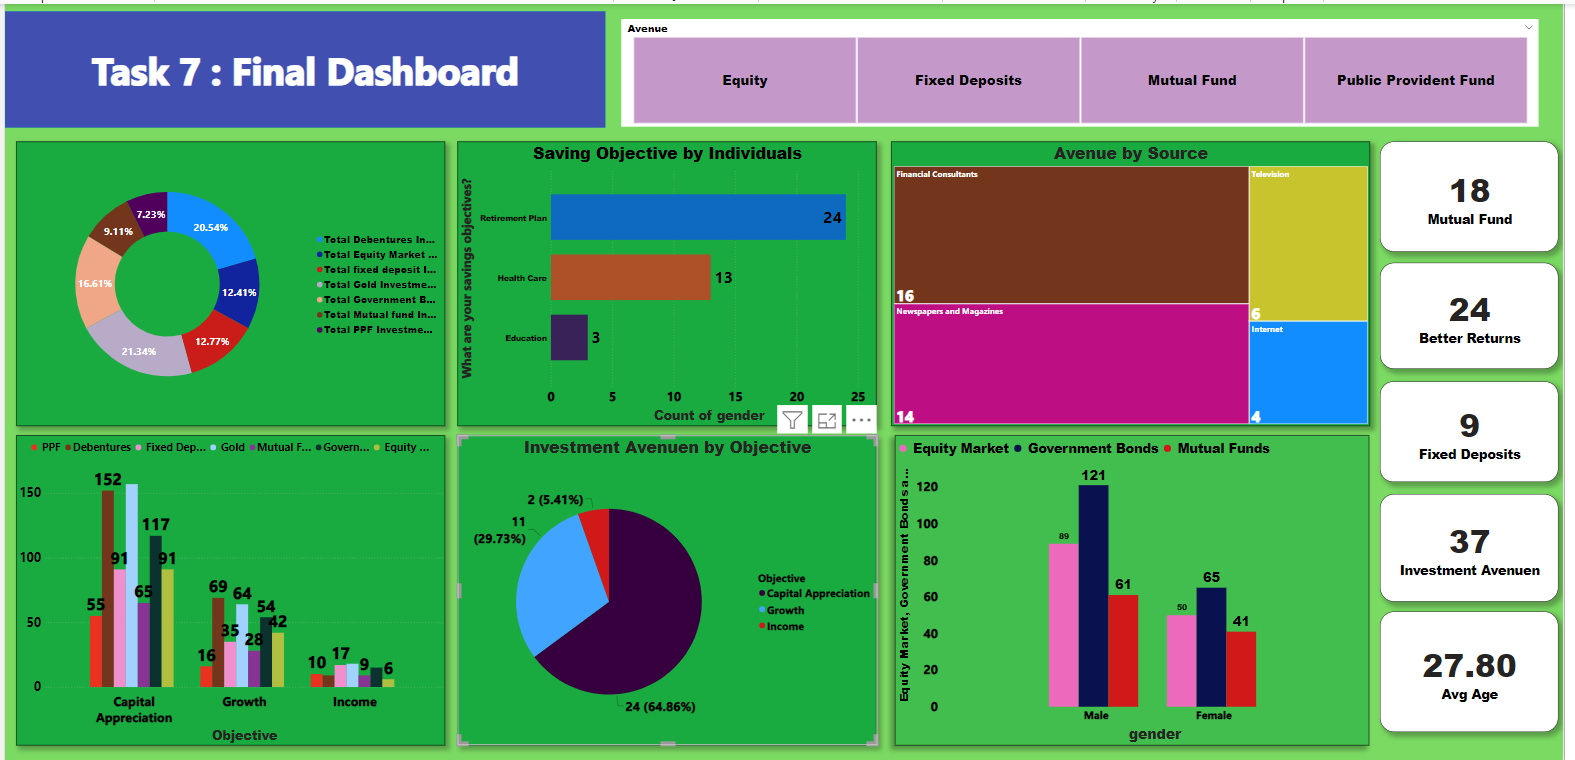 Task 7 : Final Dashboard
Avenue
Equity
Fixed Deposits
Mutual Fund
Public Provident Fund
20.54%
12.41%
12.77%
21.34%
16.61%
9.11%
7.23%
Total Debentures In...
Total Equity Market ...
Total fixed deposit I...
Total Gold Investme...
Total Government B...
Total Mutual fund In...
Total PPF Investme...
Saving Objective by Individuals
What are your savings objectives?
Retirement Plan
24
Health Care
13
Education
3
0 5 10 15 20 25
Count of gender
Avenue by Source
Financial Consultants
16
Newspapers and Magazines
14
Television
6
Internet
4
18
Mutual Fund
24
Better Returns
9
Fixed Deposits
37
Investment Avenuen
27.80
Avg Age
PPF Debentures Fixed Dep... Gold Mutual F... Govern... Equity ...
150
100
50
0
55 152 91 65 117 91
16 69 35 64 28 54 42
10 17 9 6
Capital
Appreciation
Growth
Income
Objective
Investment Avenuen by Objective
2 (5.41%)
11
(29.73%)
24 (64.86%)
Objective
Capital Appreciation
Growth
Income
Equity Market Government Bonds Mutual Funds
Equity Market, Government Bonds a...
120
100
80
60
40
20
0
89 121 61
50 65 41
Male
Female
gender